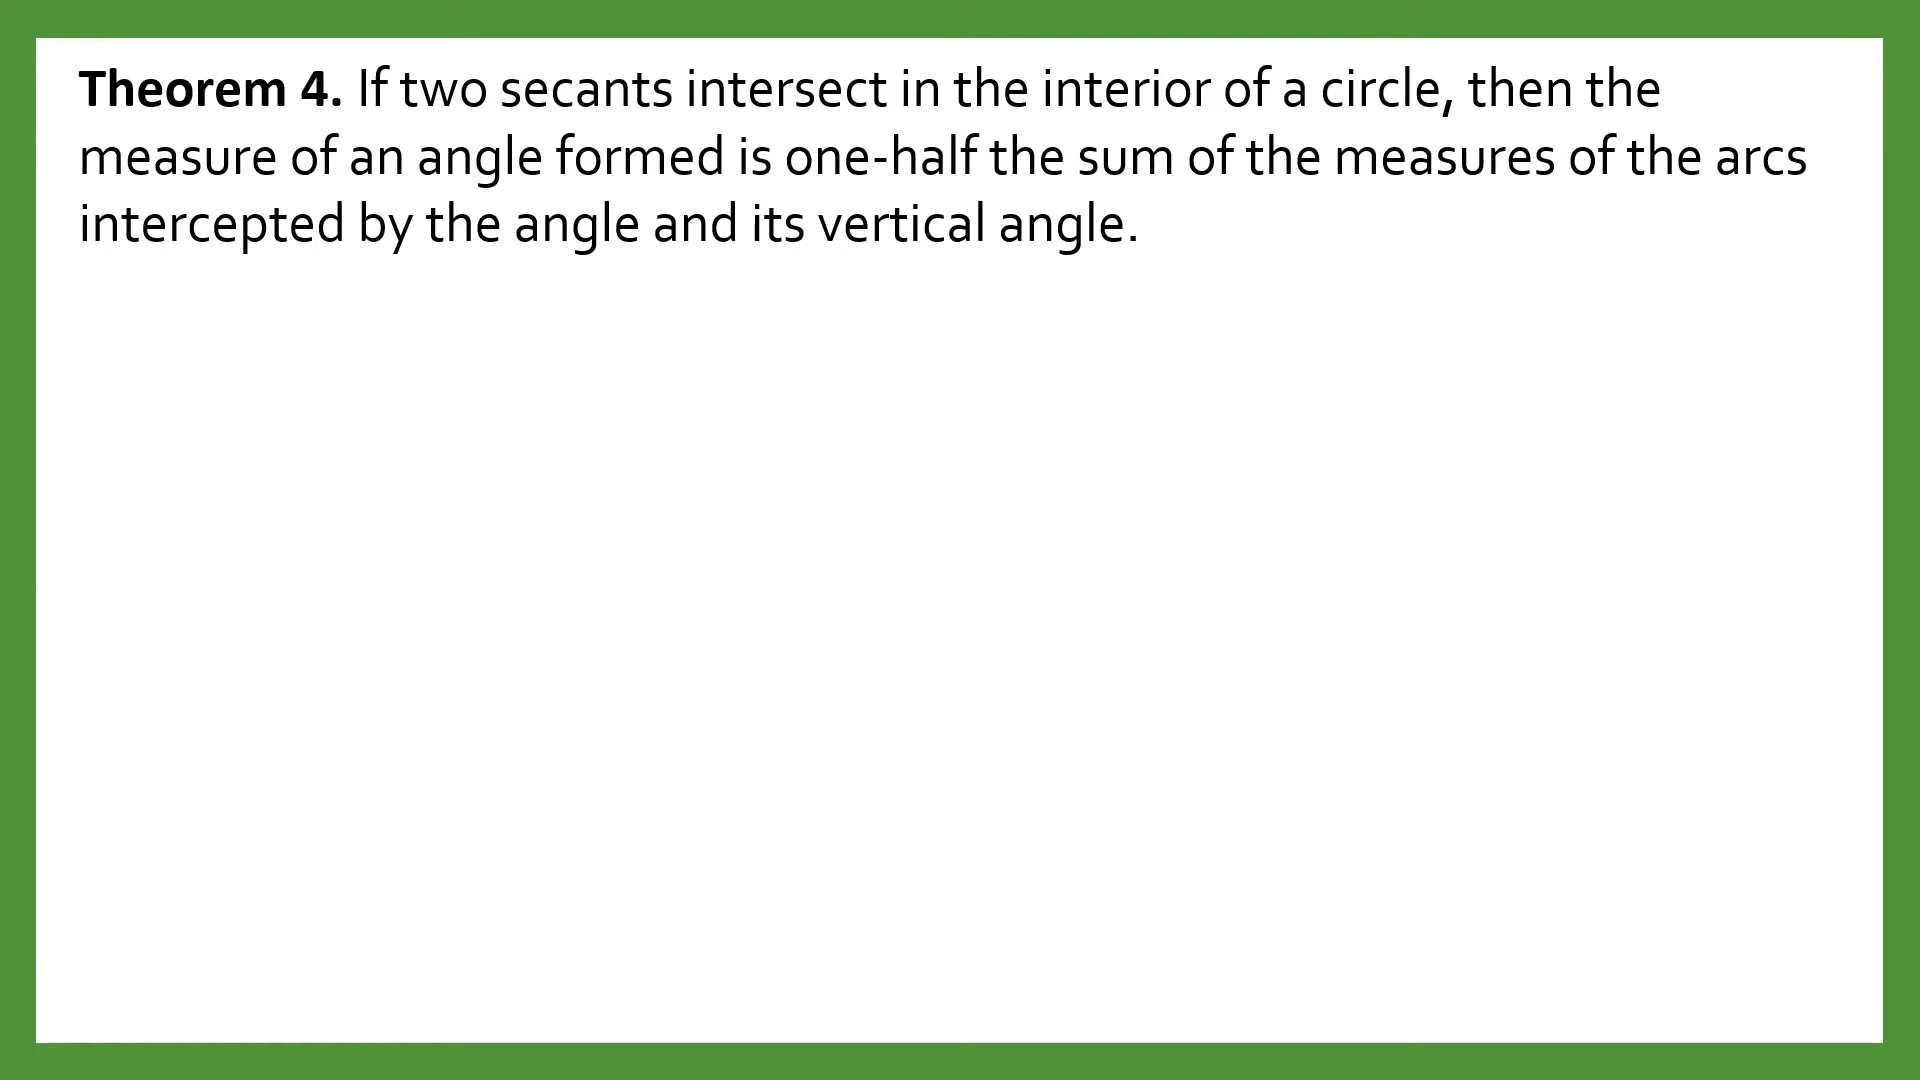 Theorem 4. If two secants intersect in the interior of a circle, then the
measure of an angle formed is one-half the sum of the measures of the arcs
intercepted by the angle and its vertical angle.